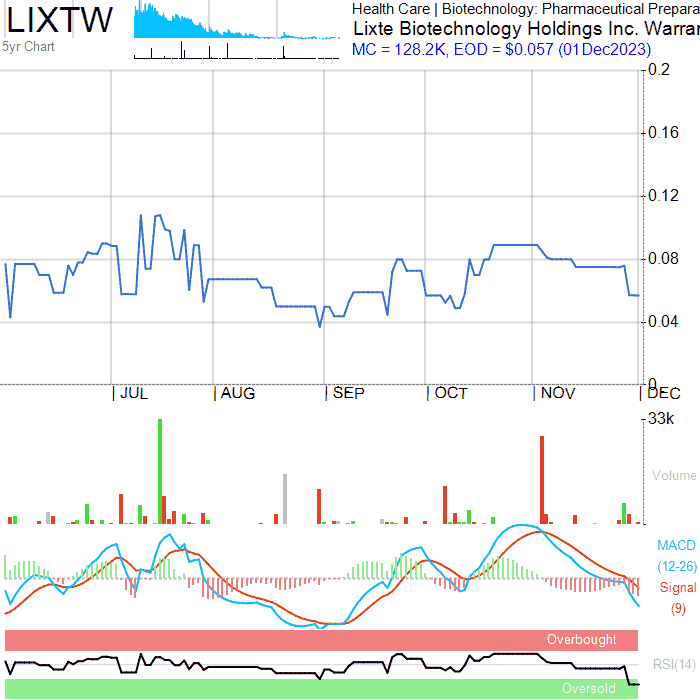 LIXTW
5yr Chart
Health Care | Biotechnology: Pharmaceutical Prepara
Lixte Biotechnology Holdings Inc. Warran
MC = 128.2K, EOD = $0.057 (01Dec2023)
0.2
0.16
0.12
0.08
0.04
0
JUL AUG SEP OCT NOV DEC
33k
Volume
MACD
(12-26)
Signal
(9)
Overbought
RSI(14)
Oversold